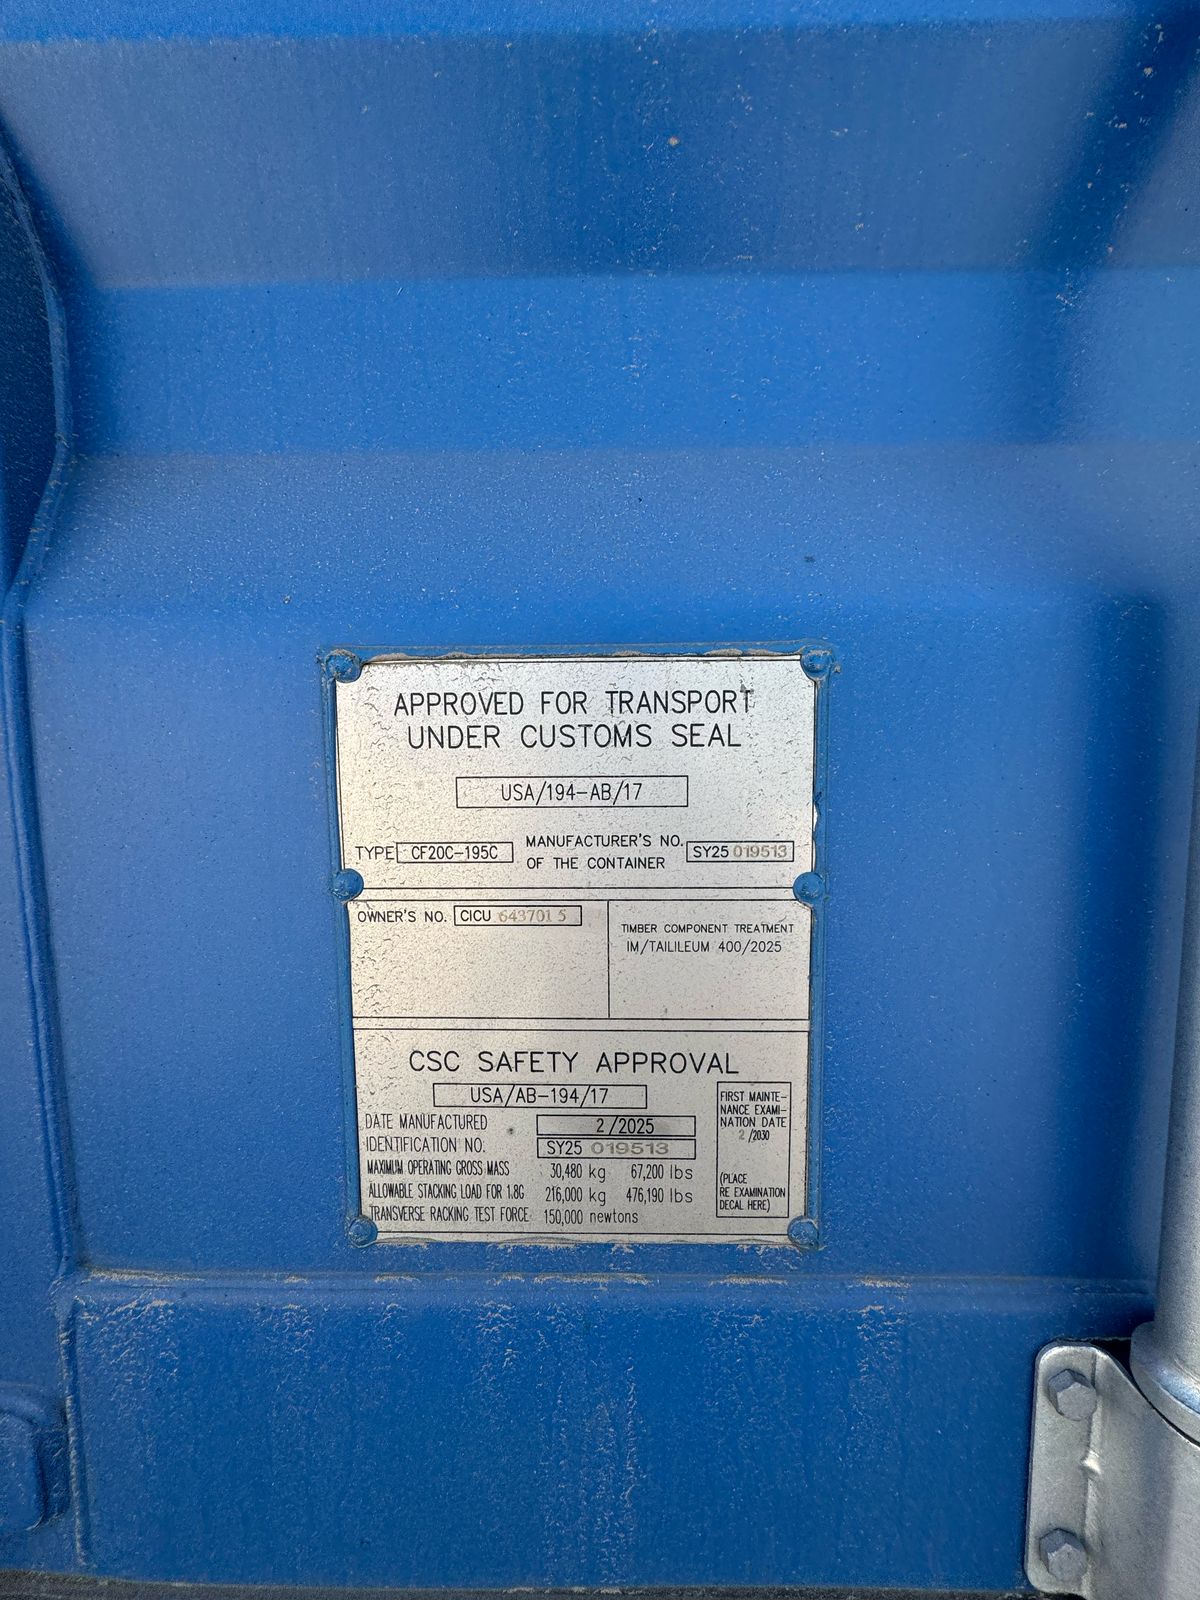 APPROVED FOR TRANSPORT
UNDER CUSTOMS SEAL
USA/194-AB/17
TYPE CF20C-195C MANUFACTURER'S NO. OF THE CONTAINER SY25 019513
OWNER'S NO. CICU 643701 5
TIMBER COMPONENT TREATMENT
IM/TAILILEUM 400/2025
CSC SAFETY APPROVAL
USA/AB-194/17
DATE MANUFACTURED 2/2025
IDENTIFICATION NO. SY25 019513
MAXIMUM OPERATING GROSS MASS 30,480 kg 67,200 lbs
ALLOWABLE STACKING LOAD FOR 1.8G 216,000 kg 476,190 lbs
TRANSVERSE RACKING TEST FORCE 150,000 newtons
FIRST MAINTE-
NANCE EXAMI-
NATION DATE
2 /2030
(PLACE
RE EXAMINATION
DECAL HERE)